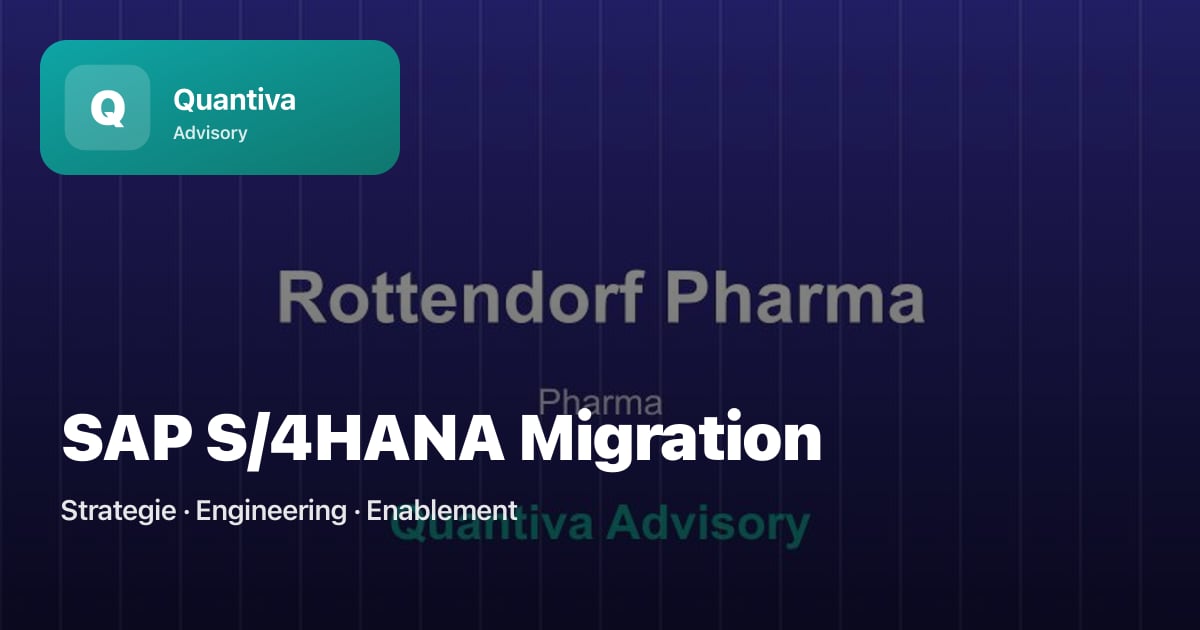 Q
Quantiva
Advisory
Rottendorf Pharma
Pharma
SAP S/4HANA Migration
Strategie · Engineering · Enablement
Quantiva Advisory